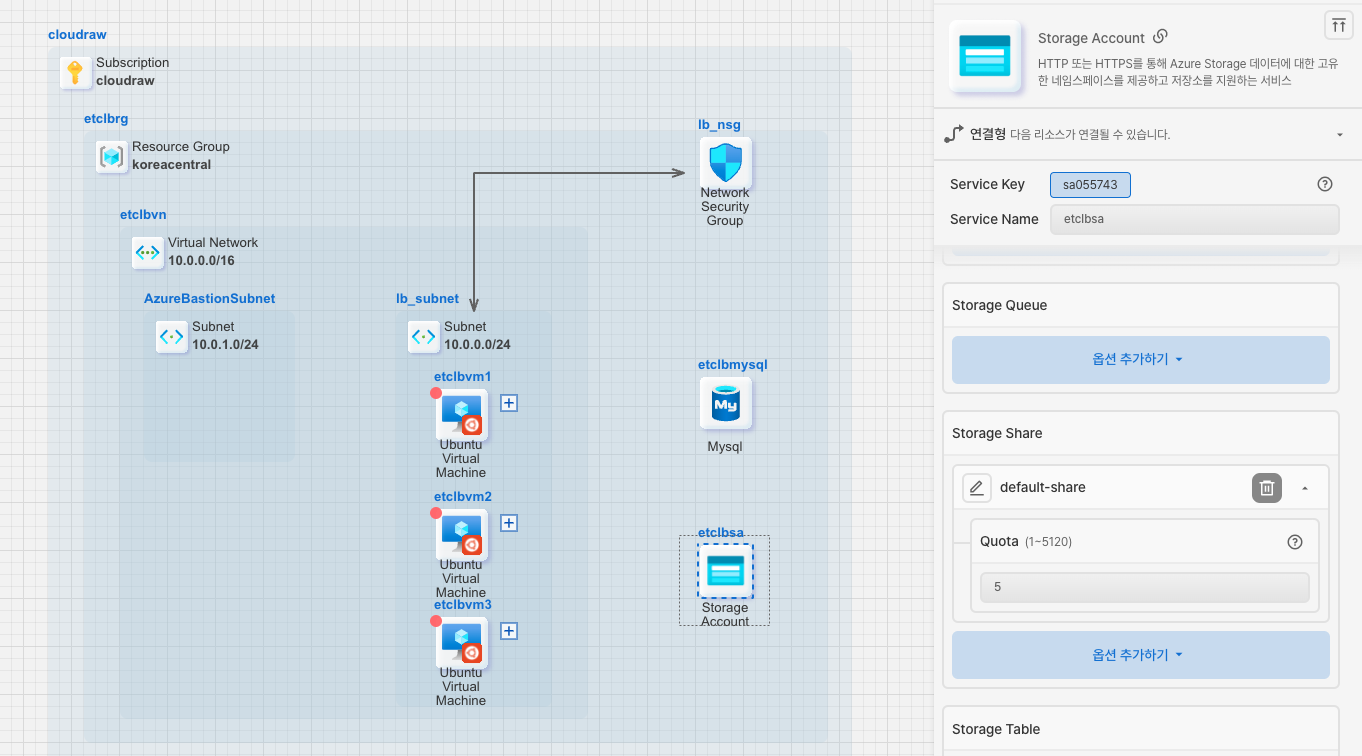 cloudraw
Subscription
cloudraw
etclbrg
Resource Group
koreacentral
lb_nsg
Network
Security
Group
etclbvn
Virtual Network
10.0.0.0/16
AzureBastionSubnet
Subnet
10.0.1.0/24
lb_subnet
Subnet
10.0.0.0/24
etclbvm1
Ubuntu
Virtual
Machine
etclbvm2
Ubuntu
Virtual
Machine
etclbvm3
Ubuntu
Virtual
Machine
etclbmysql
My
Mysql
etclbsa
Storage
Account
Storage Account
HTTP 또는 HTTPS를 통해 Azure Storage 데이터에 대한 고유
한 네임스페이스를 제공하고 저장소를 지원하는 서비스
연결형 다음 리소스가 연결될 수 있습니다.
Service Key sa055743
Service Name etclbsa
Storage Queue
옵션 추가하기
Storage Share
default-share
Quota (1~5120)
5
옵션 추가하기
Storage Table